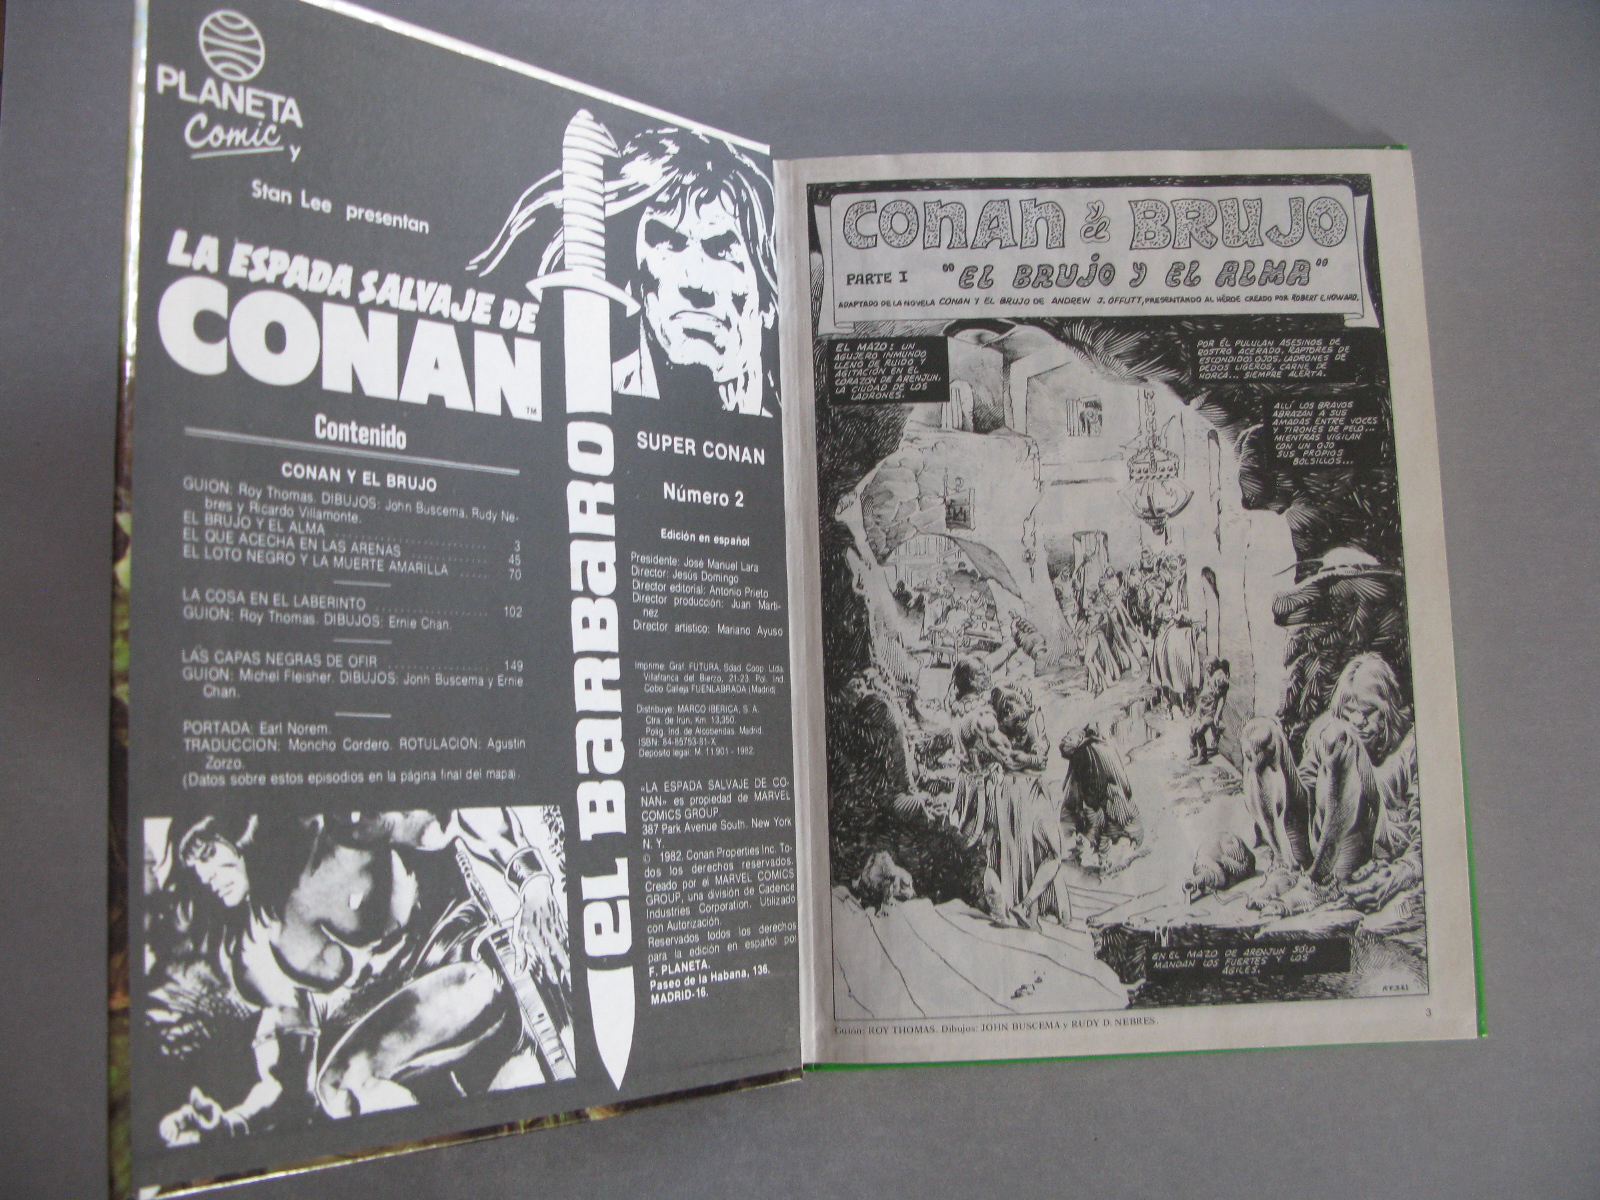 PLANETA
Comic y
Stan Lee presentan
LA ESPADA SALVAJE DE
CONAN
TM
Contenido
CONAN Y EL BRUJO
GUION: Roy Thomas. DIBUJOS: John Buscema, Rudy Ne-
bres y Ricardo Villamonte.
EL BRUJO Y EL ALMA 3
EL QUE ACECHA EN LAS ARENAS 45
EL LOTO NEGRO Y LA MUERTE AMARILLA 70
LA COSA EN EL LABERINTO 102
GUION: Roy Thomas. DIBUJOS: Ernie Chan.
LAS CAPAS NEGRAS DE OFIR 149
GUION: Michel Fleisher. DIBUJOS: John Buscema y Ernie
Chan.
PORTADA: Earl Norem.
TRADUCCION: Moncho Cordero. ROTULACION: Agustin
Zorzo.
(Datos sobre estos episodios en la página final del mapa).
EL BARBARO
SUPER CONAN
Número 2
Edición en español
Presidente: José Manuel Lara
Director: Jesús Domingo
Director editorial: Antonio Prieto
Director producción: Juan Marti-
nez
Director artistico: Mariano Ayuso
Imprime: Gráf. FUTURA, Sdad. Coop. Ltda.
Villafranca del Bierzo, 21-23. Pol. Ind.
Cobo Calleja FUENLABRADA (Madrid)
Distribuye: MARCO IBERICA, S. A.
Ctra. de Irún, Km. 13,350.
Polig. Ind. de Alcobendas. Madrid.
ISBN: 84-85753-81-X
Deposito legal: M. 11.901 - 1982.
«LA ESPADA SALVAJE DE CO-
NAN» es propiedad de MARVEL
COMICS GROUP
387 Park Avenue South. New York
N. Y.
© 1982. Conan Properties Inc. To-
dos los derechos reservados.
Creado por el MARVEL COMICS
GROUP, una división de Cadence
Industries Corporation. Utilizado
con Autorización.
Reservados todos los derechos
para la edición en español por
F. PLANETA.
Paseo de la Habana, 136.
MADRID-16.
CONAN y el BRUJO
PARTE I "EL BRUJO Y EL ALMA"
ADAPTADO DE LA NOVELA CONAN Y EL BRUJO DE ANDREW J. OFFUTT, PRESENTANDO AL HÉROE CREADO POR ROBERT E. HOWARD.
EL MAZO: UN
AGUJERO INMUNDO
LLENO DE RUIDO Y
AGITACIÓN EN EL
CORAZÓN DE ARENJUN,
LA CIUDAD DE LOS
LADRONES.
POR ÉL PULULAN ASESINOS DE
ROSTRO ACERADO, RAPTORES DE
ESCONDIDOS OJOS, LADRONES DE
DEDOS LIGEROS, CARNE DE
HORCA... SIEMPRE ALERTA.
ALLÍ LOS BRAVOS
ABRAZAN A SUS
AMADAS ENTRE VOCES
Y TIRONES DE PELO...
MIENTRAS VIGILAN
CON UN OJO
SUS PROPIOS
BOLSILLOS...
EN EL MAZO DE ARENJUN SÓLO
MANDAN LOS FUERTES Y LOS
ÁGILES.
3
Guión: ROY THOMAS. Dibujos: JOHN BUSCEMA y RUDY D. NEBRES.